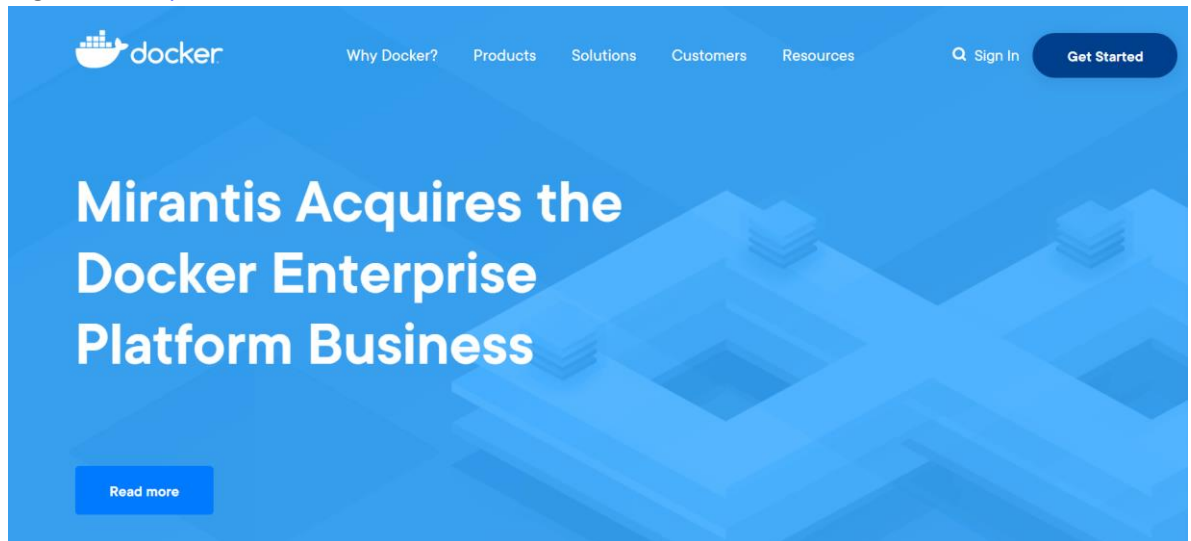 docker
Why Docker? Products Solutions Customers Resources Sign In Get Started
Mirantis Acquires the
Docker Enterprise
Platform Business
Read more